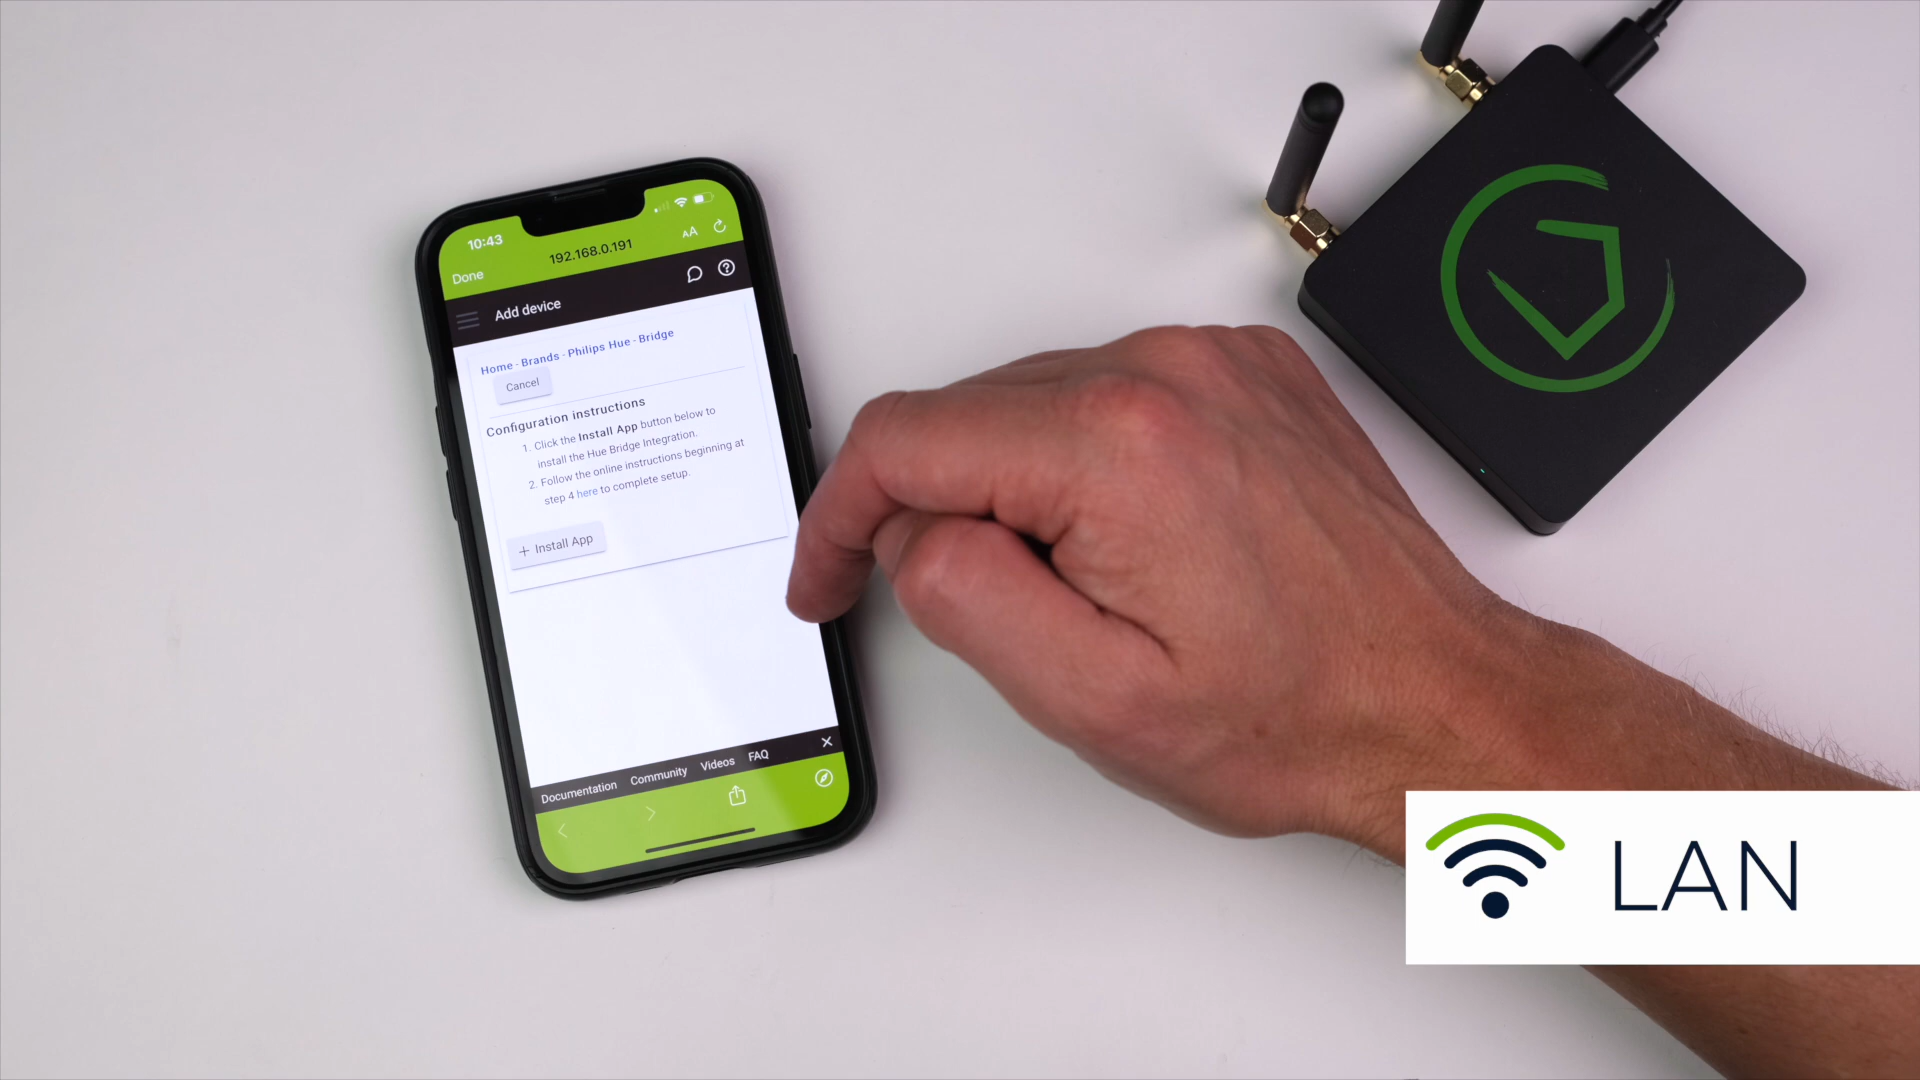 10:43
192.168.0.191
AA
Done
Add device
Home - Brands - Philips Hue - Bridge
Cancel
Configuration instructions
1. Click the Install App button below to
install the Hue Bridge Integration.
2. Follow the online instructions beginning at
step 4 here to complete setup.
+ Install App
Documentation Community Videos FAQ
LAN